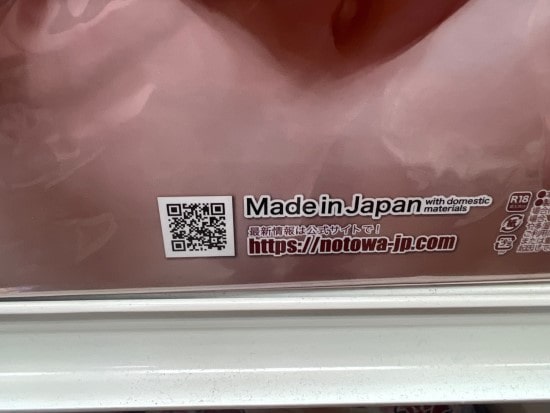 Made in Japan with domestic materials
最新情報は公式サイトで!
https://notowa-jp.com
R18